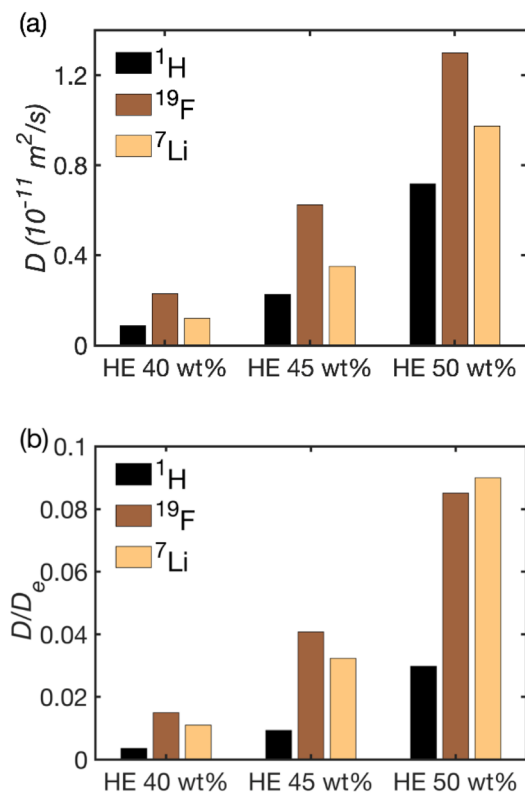 (a)
1.2
0.8
0.4
0
D (10⁻¹¹ m²/s)
¹H
¹⁹F
⁷Li
HE 40 wt% HE 45 wt% HE 50 wt%
(b)
0.1
0.08
0.06
0.04
0.02
0
D/Dₑ
¹H
¹⁹F
⁷Li
HE 40 wt% HE 45 wt% HE 50 wt%